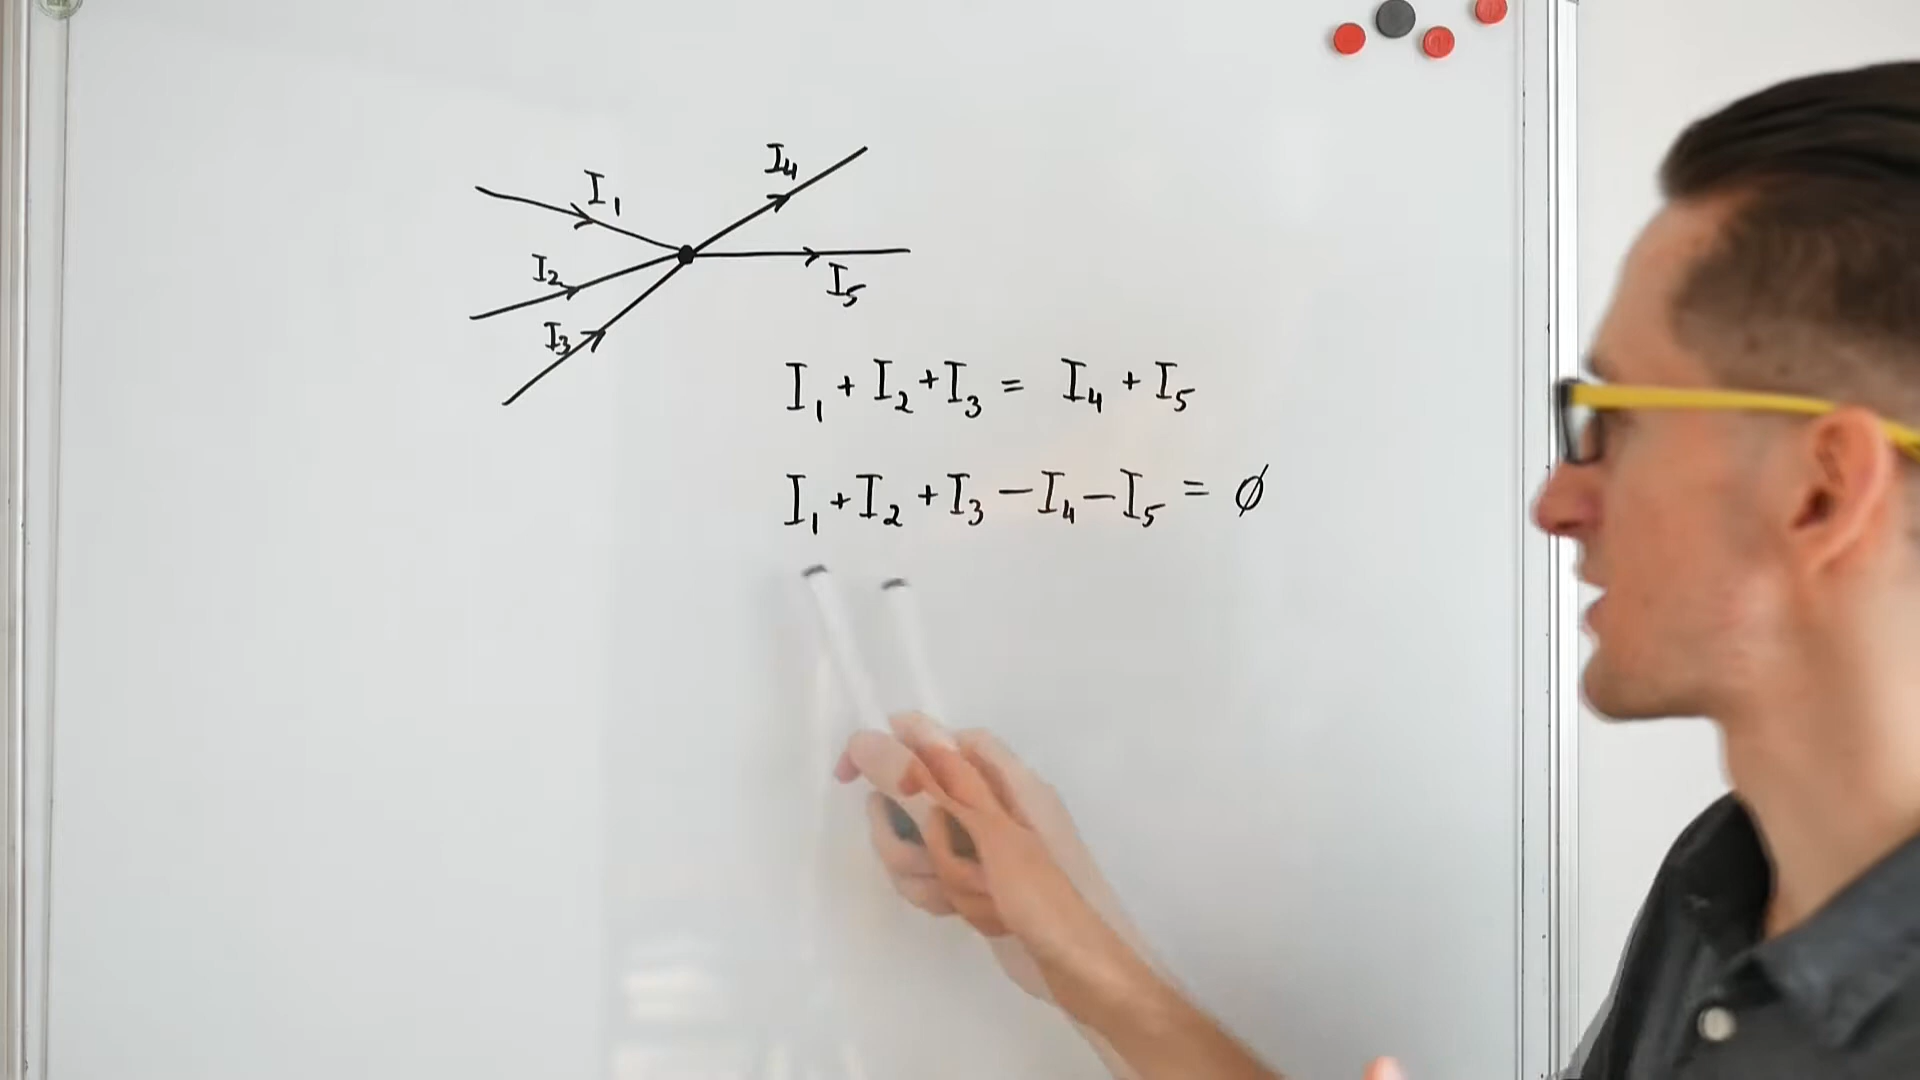 I₁
I₄
I₂
I₅
I₃
I₁ + I₂ + I₃ = I₄ + I₅
I₁ + I₂ + I₃ − I₄ − I₅ = ∅